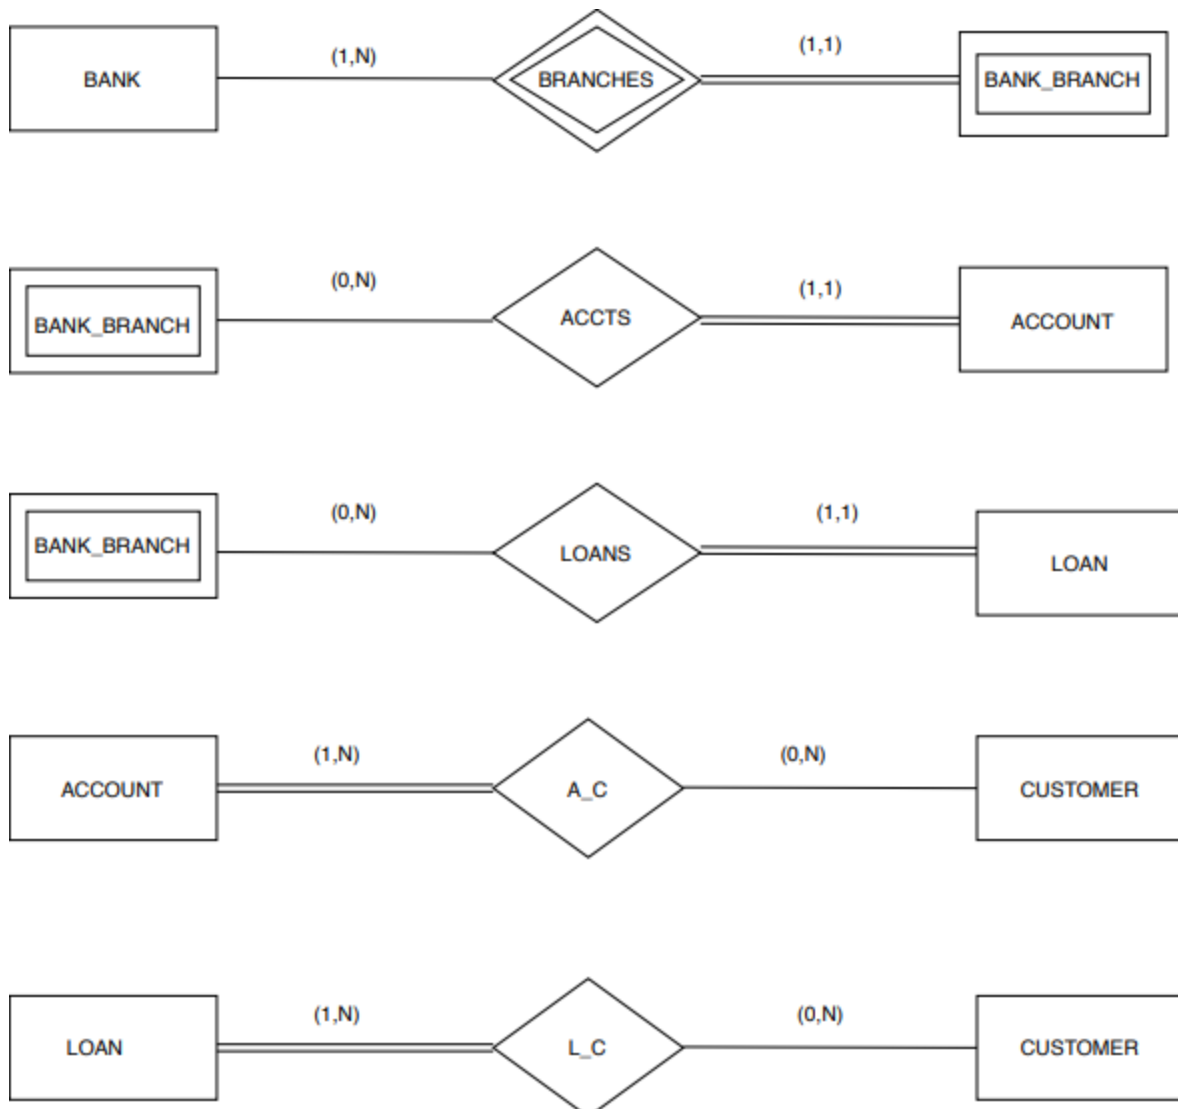 (1,N) (1,1)
BANK BRANCHES BANK_BRANCH
(0,N) (1,1)
BANK_BRANCH ACCTS ACCOUNT
(0,N) (1,1)
BANK_BRANCH LOANS LOAN
(1,N) (0,N)
ACCOUNT A_C CUSTOMER
(1,N) (0,N)
LOAN L_C CUSTOMER